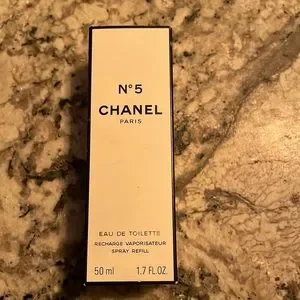 N°5
CHANEL
PARIS
EAU DE TOILETTE
RECHARGE VAPORISATEUR
SPRAY REFILL
50 ml 1.7 FL.OZ.